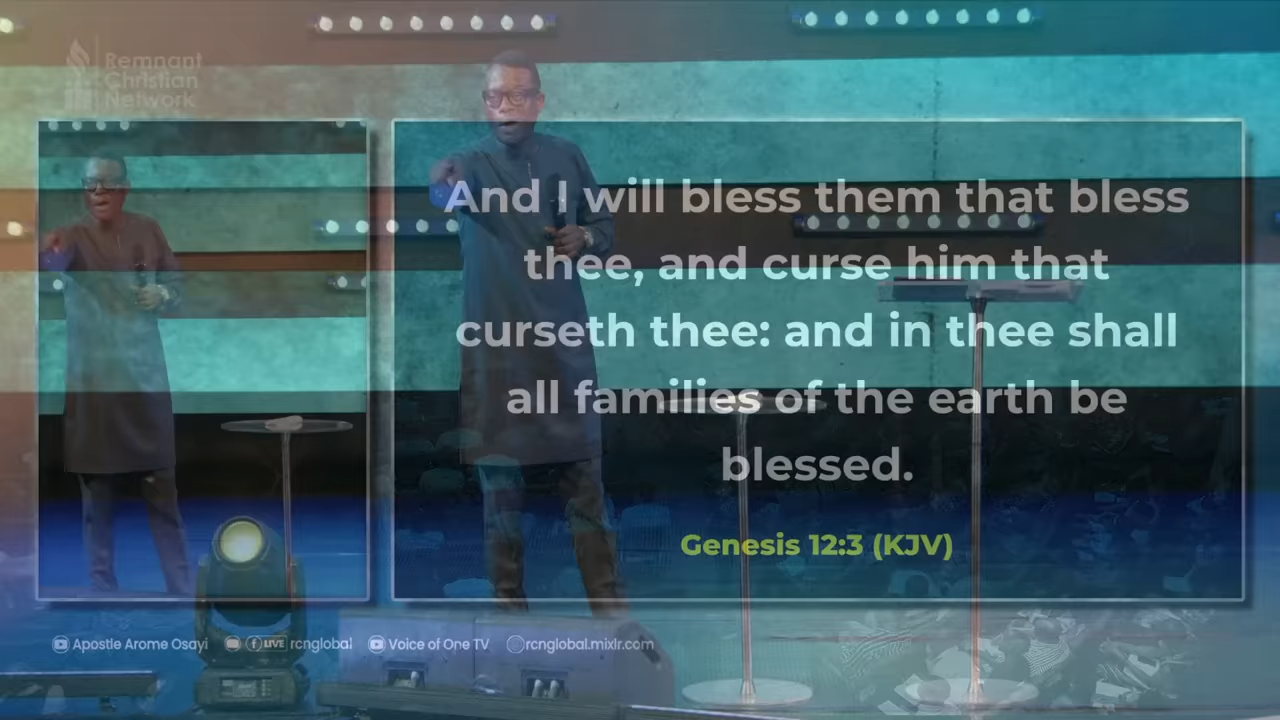 Remnant
Christian
Network
And I will bless them that bless
thee, and curse him that
curseth thee: and in thee shall
all families of the earth be
blessed.
Genesis 12:3 (KJV)
Apostle Arome Osayi LIVE rcnglobal Voice of One TV rcnglobal.mixlr.com